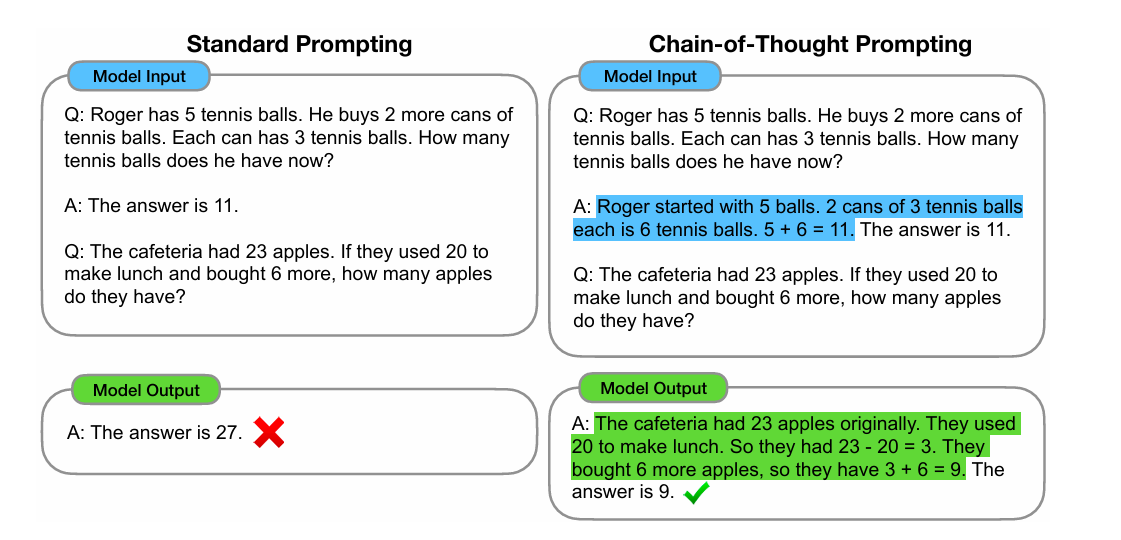 Standard Prompting
Model Input
Q: Roger has 5 tennis balls. He buys 2 more cans of
tennis balls. Each can has 3 tennis balls. How many
tennis balls does he have now?
A: The answer is 11.
Q: The cafeteria had 23 apples. If they used 20 to
make lunch and bought 6 more, how many apples
do they have?
Model Output
A: The answer is 27.
Chain-of-Thought Prompting
Model Input
Q: Roger has 5 tennis balls. He buys 2 more cans of
tennis balls. Each can has 3 tennis balls. How many
tennis balls does he have now?
A: Roger started with 5 balls. 2 cans of 3 tennis balls
each is 6 tennis balls. 5 + 6 = 11. The answer is 11.
Q: The cafeteria had 23 apples. If they used 20 to
make lunch and bought 6 more, how many apples
do they have?
Model Output
A: The cafeteria had 23 apples originally. They used
20 to make lunch. So they had 23 - 20 = 3. They
bought 6 more apples, so they have 3 + 6 = 9. The
answer is 9.